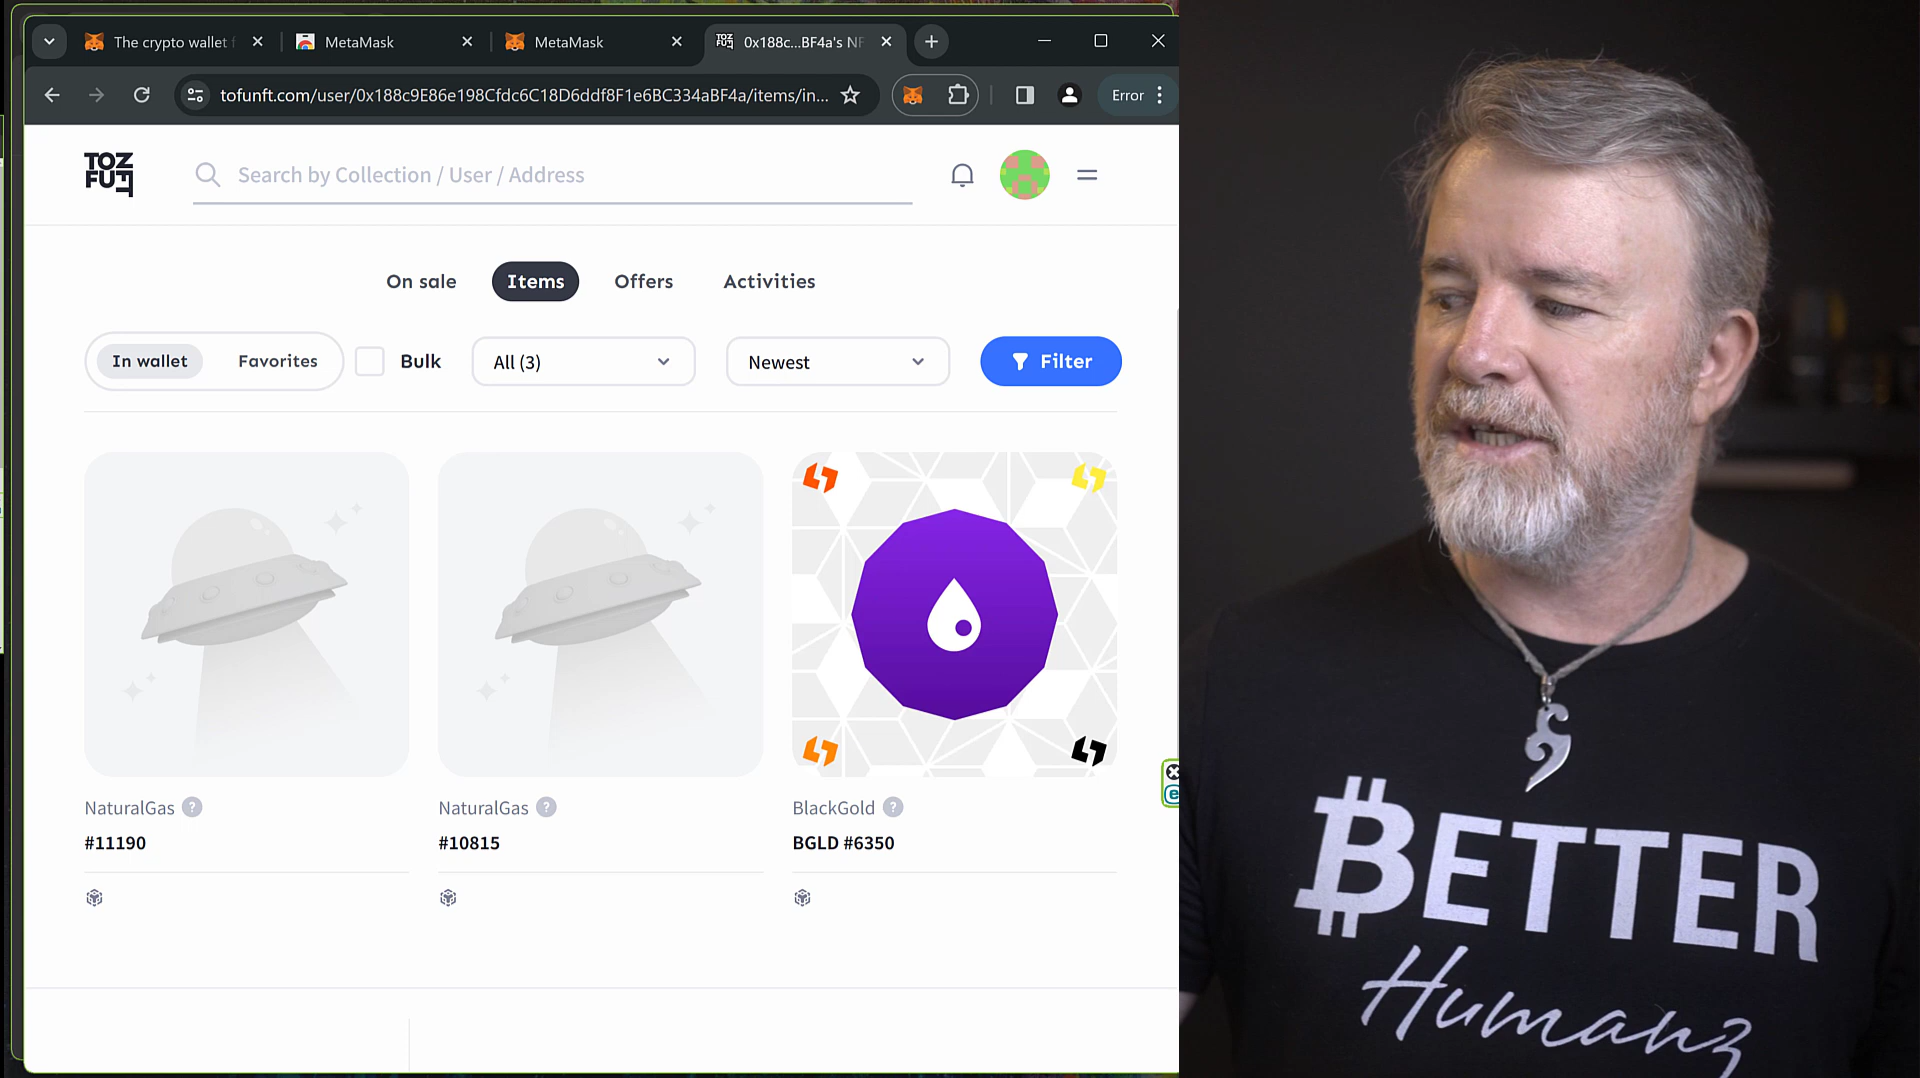 The crypto wallet f
MetaMask
MetaMask
0x188c...BF4a's NF
tofunft.com/user/0x188c9E86e198Cfdc6C18D6ddf8F1e6BC334aBF4a/items/in...
Error
TOZ
FUFT
Search by Collection / User / Address
On sale
Items
Offers
Activities
In wallet
Favorites
Bulk
All (3)
Newest
Filter
NaturalGas ?
NaturalGas ?
BlackGold ?
#11190
#10815
BGLD #6350
₿ETTER
Humanz